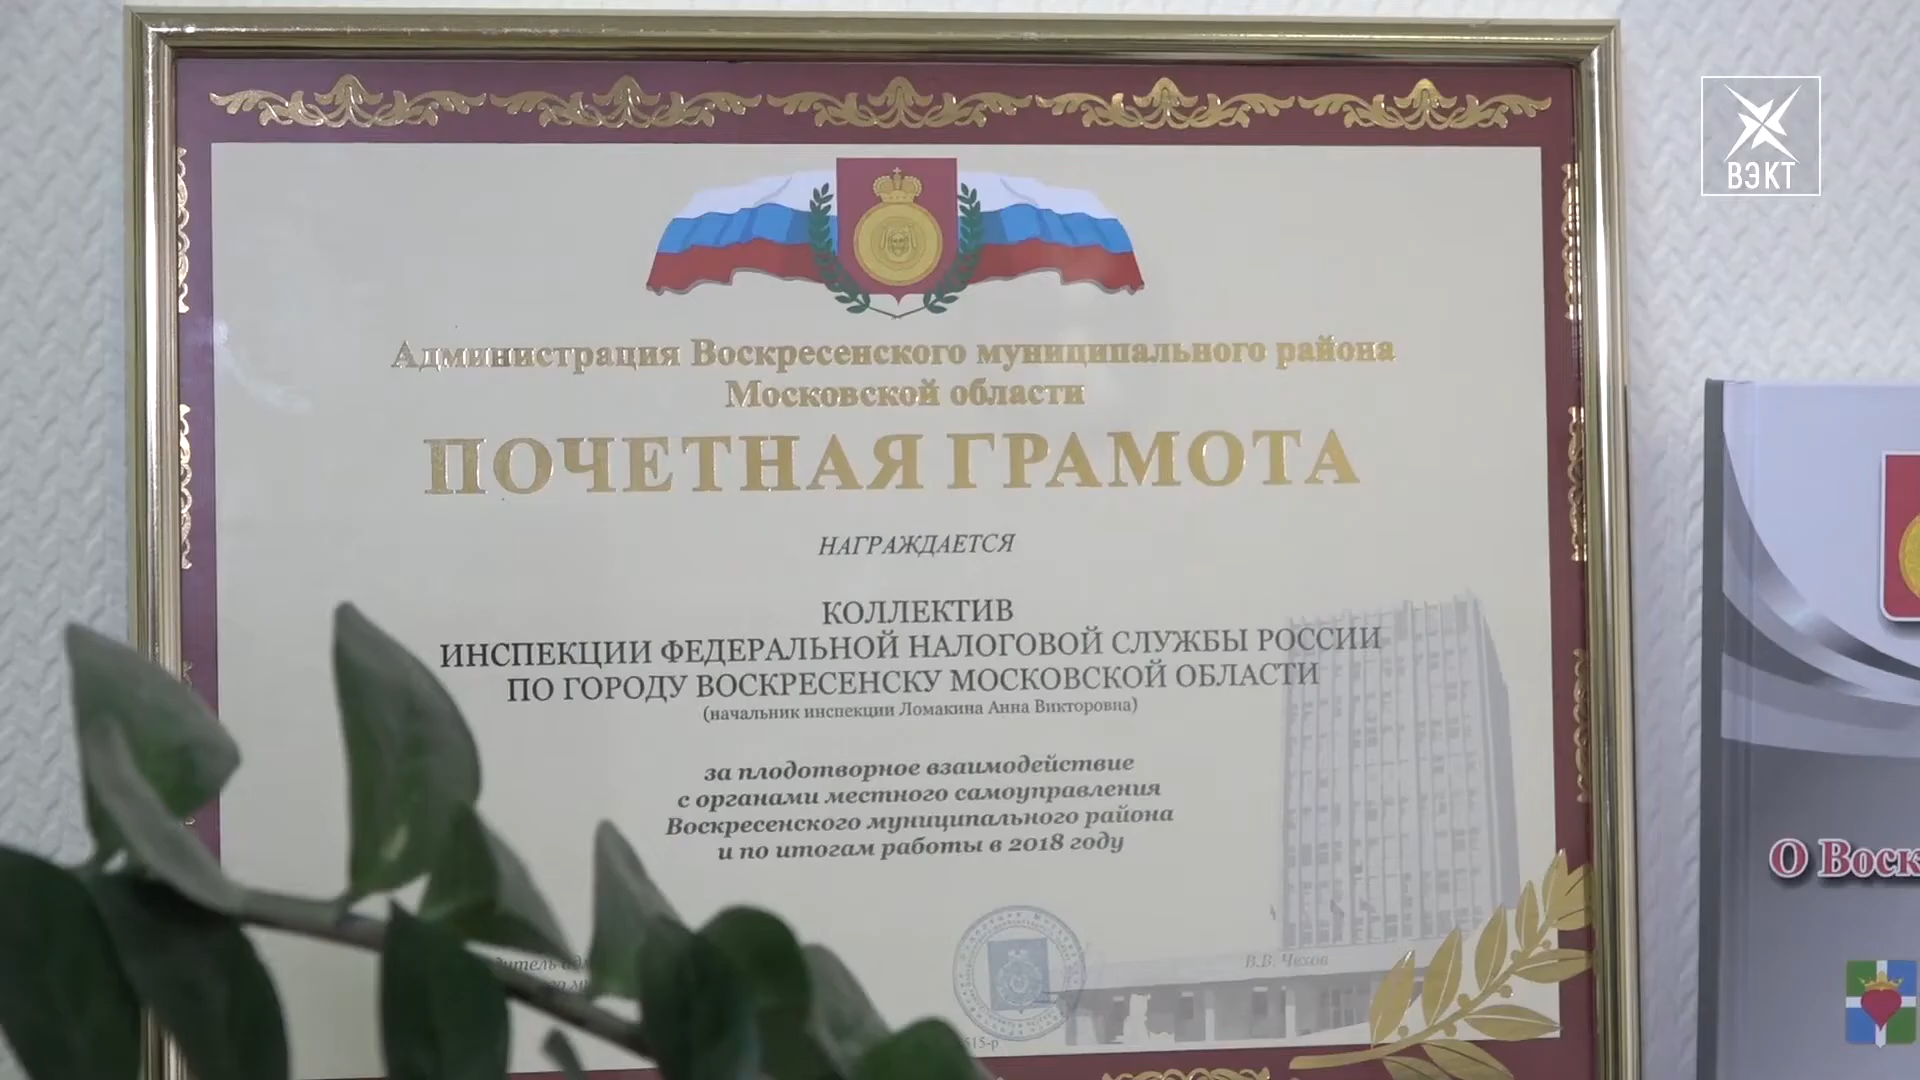 ВЭКТ
Администрация Воскресенского муниципального района
Московской области
ПОЧЕТНАЯ ГРАМОТА
НАГРАЖДАЕТСЯ
КОЛЛЕКТИВ
ИНСПЕКЦИИ ФЕДЕРАЛЬНОЙ НАЛОГОВОЙ СЛУЖБЫ РОССИИ
ПО ГОРОДУ ВОСКРЕСЕНСКУ МОСКОВСКОЙ ОБЛАСТИ
(начальник инспекции Ломакина Анна Викторовна)
за плодотворное взаимодействие
с органами местного самоуправления
Воскресенского муниципального района
и по итогам работы в 2018 году
В.В. Чехов
515-р
О Воск